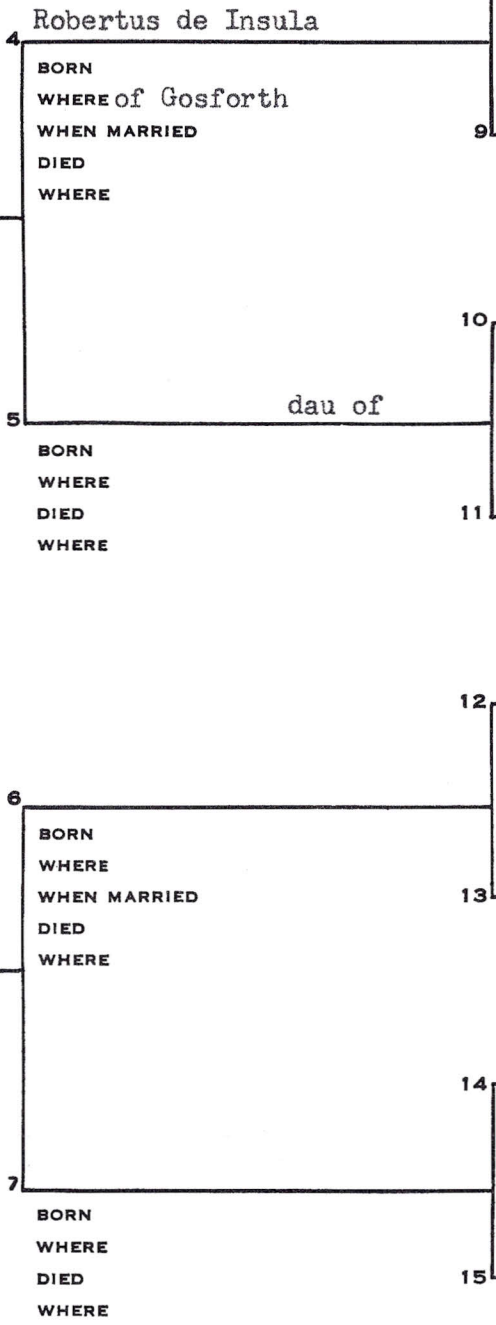 Robertus de Insula
4
BORN
WHERE of Gosforth
WHEN MARRIED
9
DIED
WHERE
10
dau of
5
BORN
WHERE
DIED
11
WHERE
12
6
BORN
WHERE
WHEN MARRIED
13
DIED
WHERE
14
7
BORN
WHERE
DIED
15
WHERE